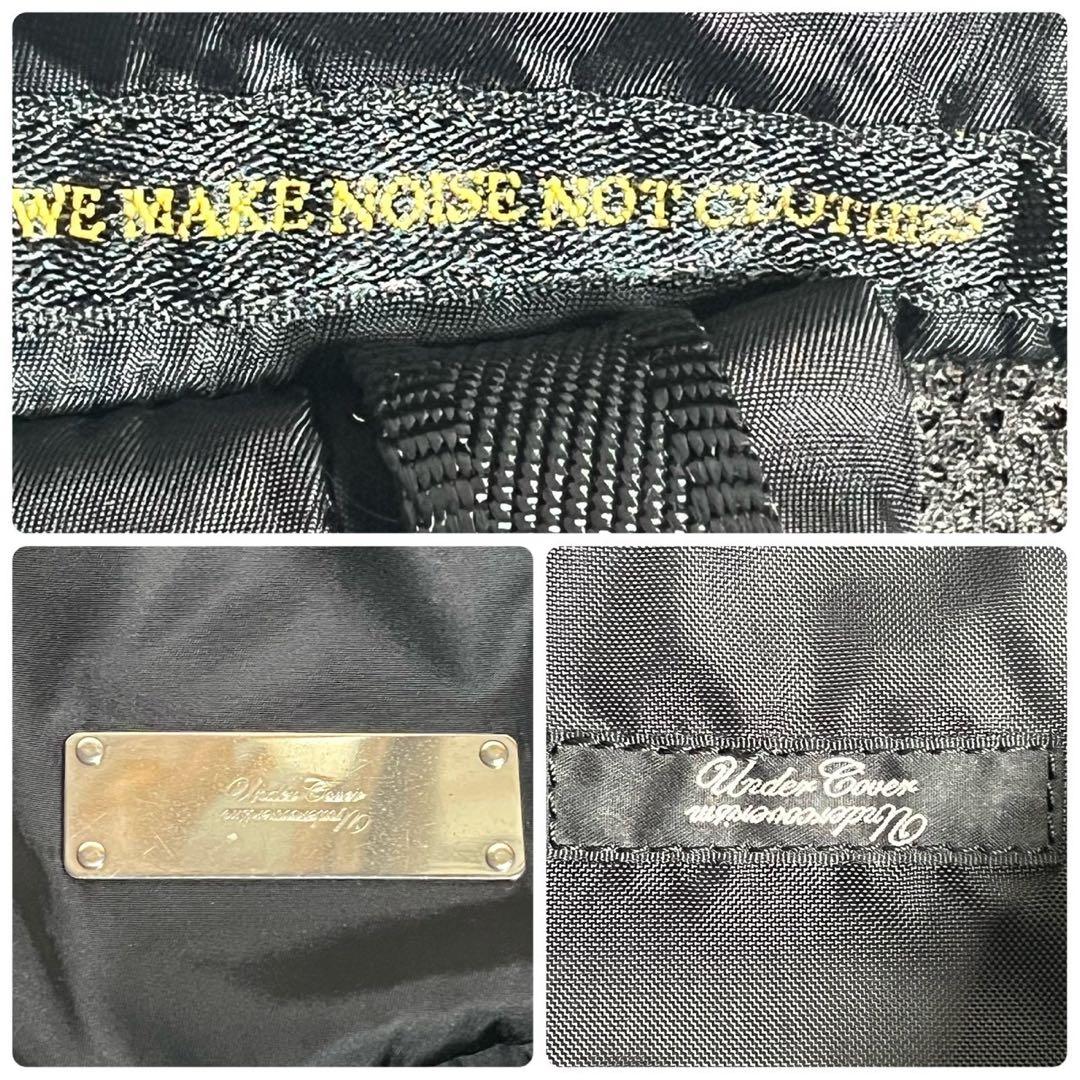 WE MAKE NOISE NOT CLOTHES
Under Cover
Undercoverism
Under Cover
Undercoverism